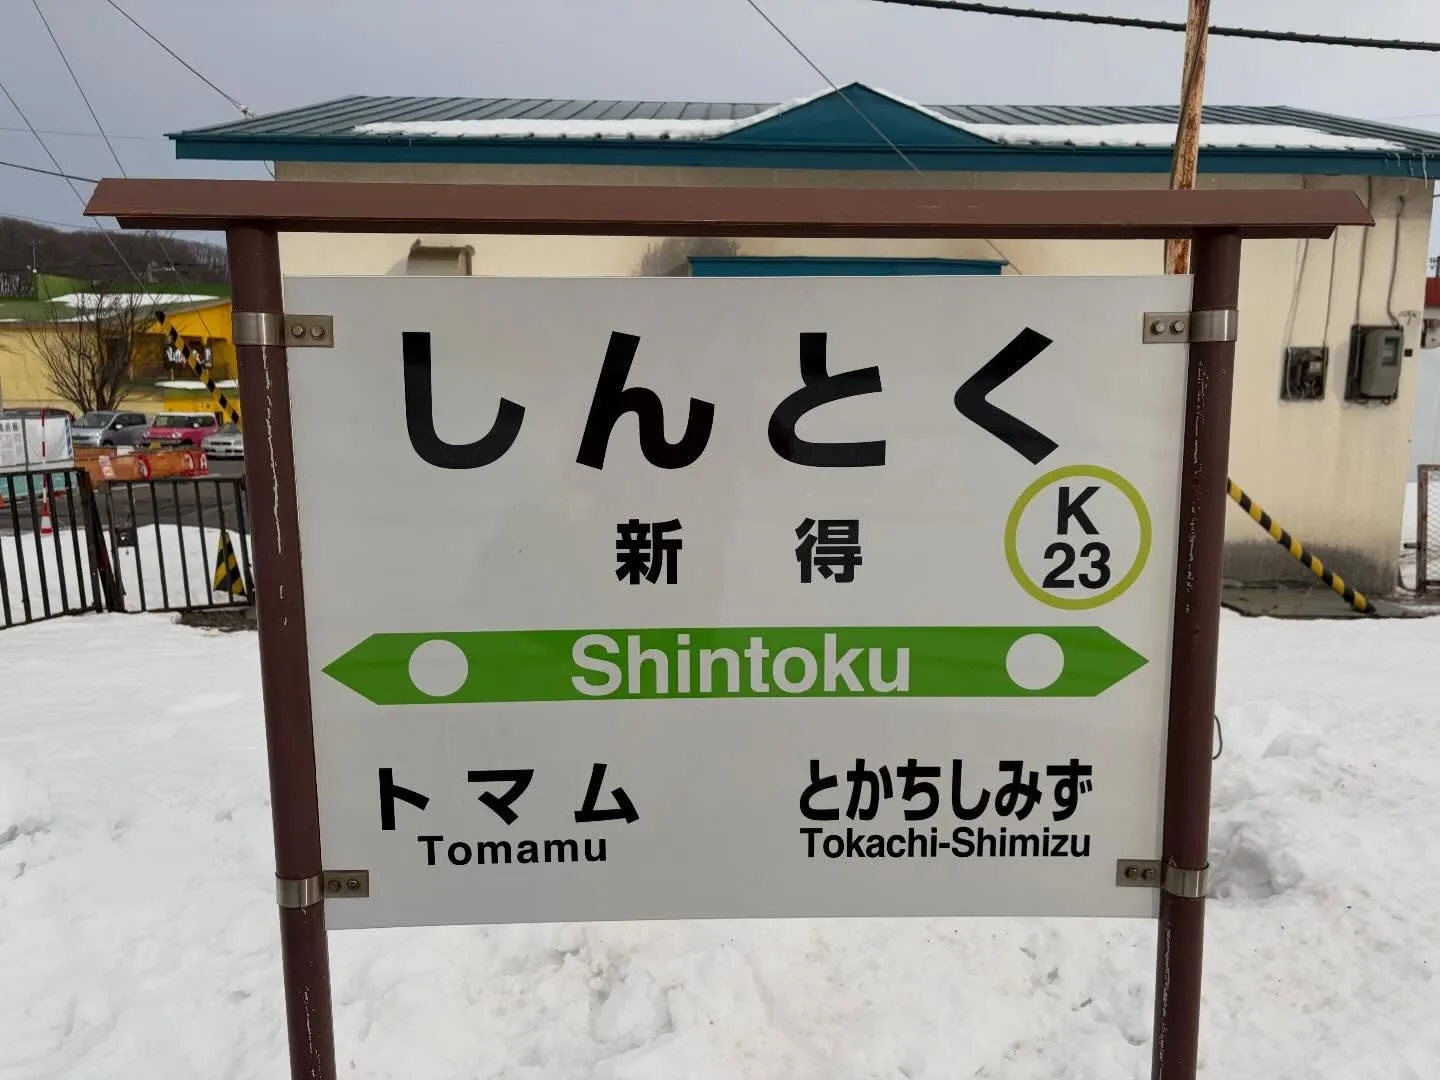 しんとく
新得
K
23
Shintoku
トマム
Tomamu
とかちしみず
Tokachi-Shimizu